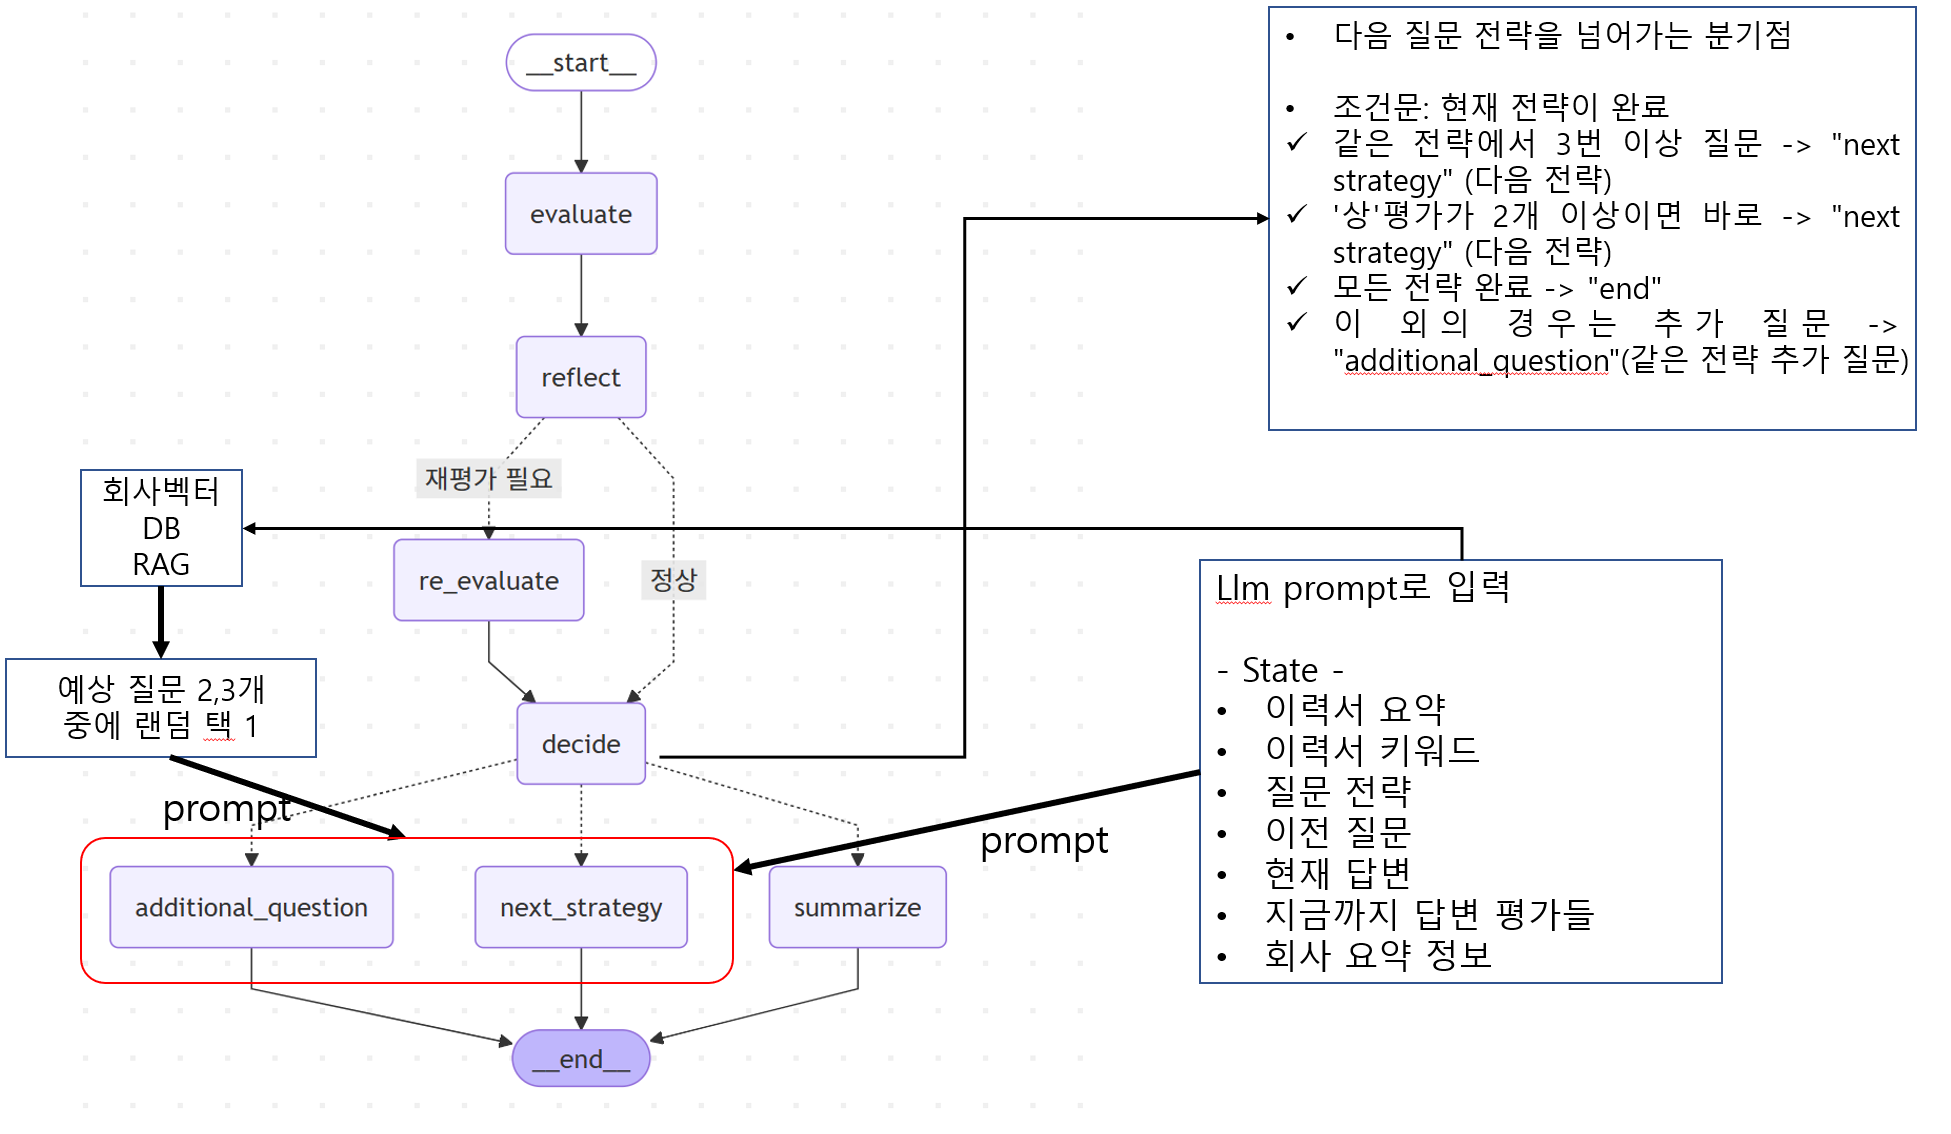 __start__
evaluate
reflect
재평가 필요
정상
re_evaluate
decide
additional_question
next_strategy
summarize
__end__
회사벡터
DB
RAG
예상 질문 2,3개
중에 랜덤 택 1
prompt
prompt
• 다음 질문 전략을 넘어가는 분기점
• 조건문: 현재 전략이 완료
✓ 같은 전략에서 3번 이상 질문 -> "next
strategy" (다음 전략)
✓ '상'평가가 2개 이상이면 바로 -> "next
strategy" (다음 전략)
✓ 모든 전략 완료 -> "end"
✓ 이 외의 경우는 추가 질문 ->
"additional_question"(같은 전략 추가 질문)
Llm prompt로 입력
- State -
• 이력서 요약
• 이력서 키워드
• 질문 전략
• 이전 질문
• 현재 답변
• 지금까지 답변 평가들
• 회사 요약 정보